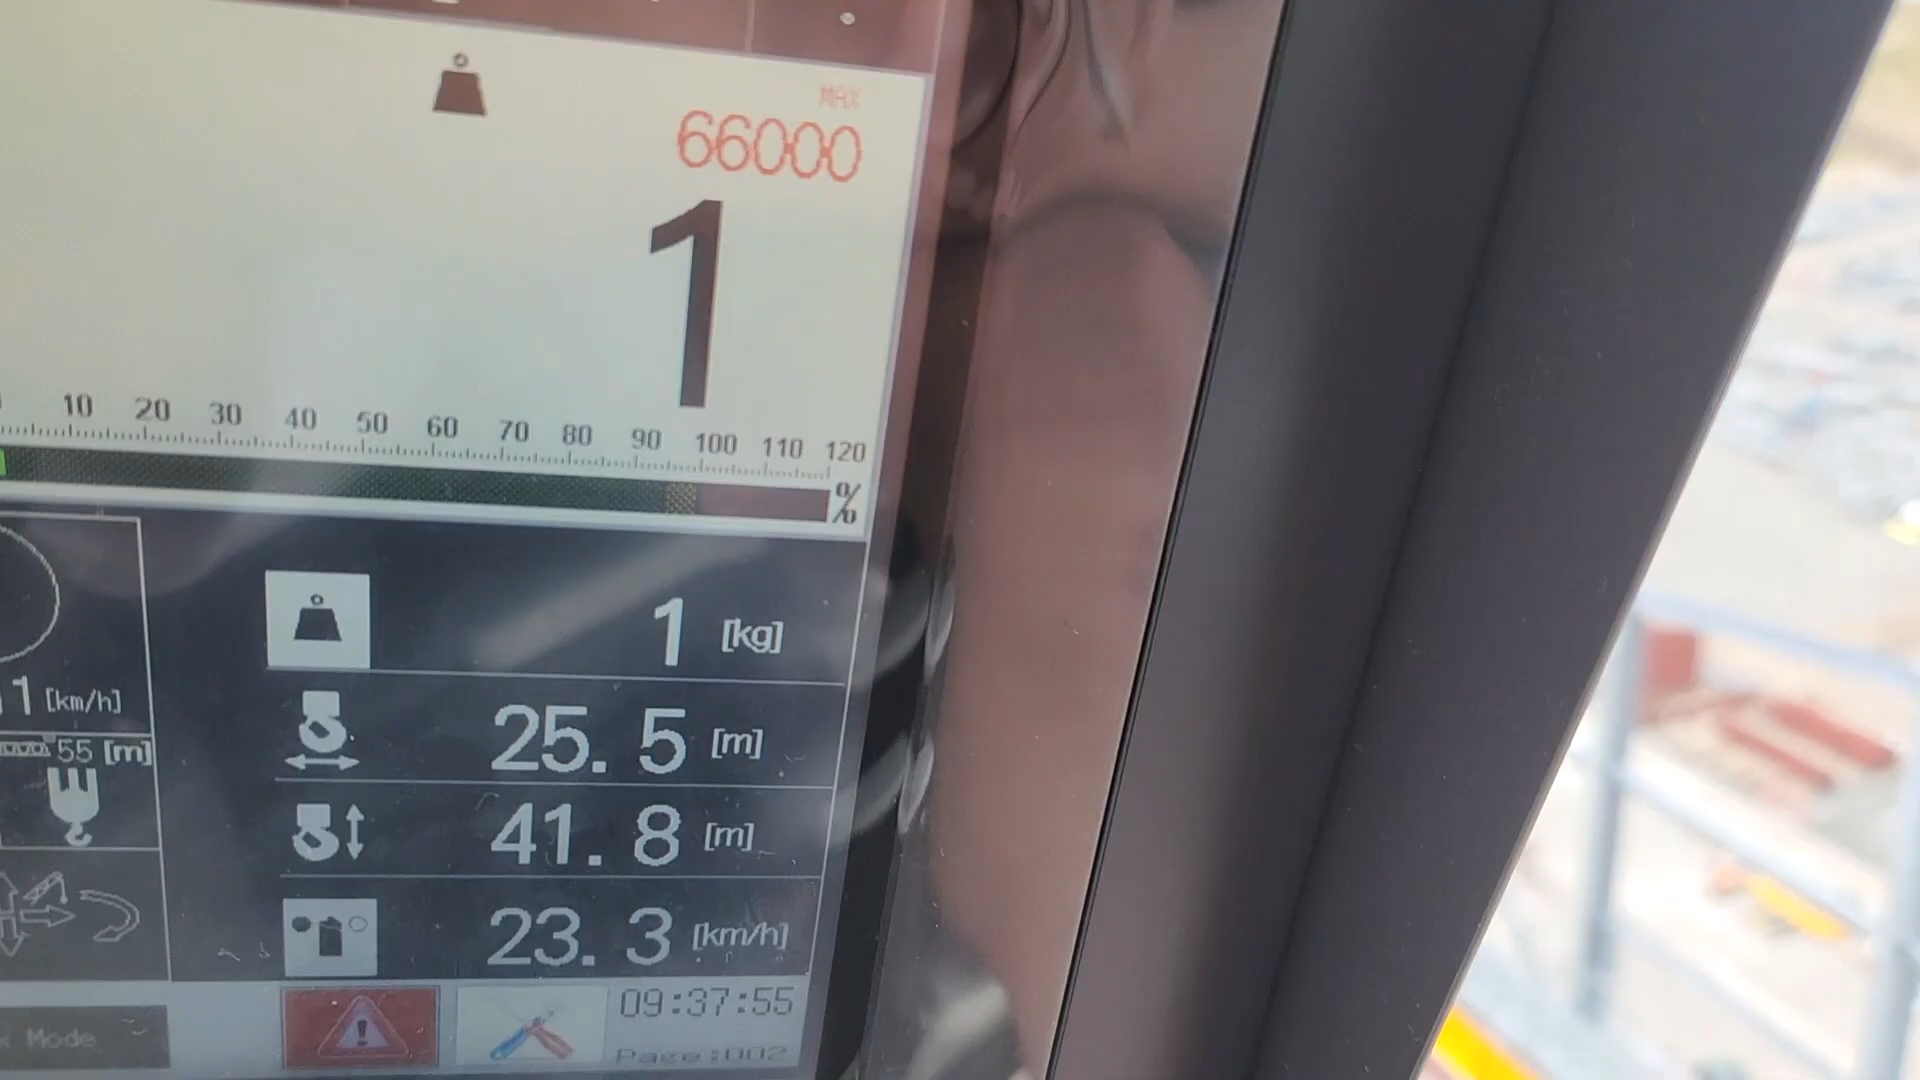 MAX
66000
1
10 20 30 40 50 60 70 80 90 100 110 120
%
1 [kg]
1 [km/h]
25. 5 [m]
55 [m]
41. 8 [m]
23. 3 [km/h]
09:37:55
Mode
Page:002